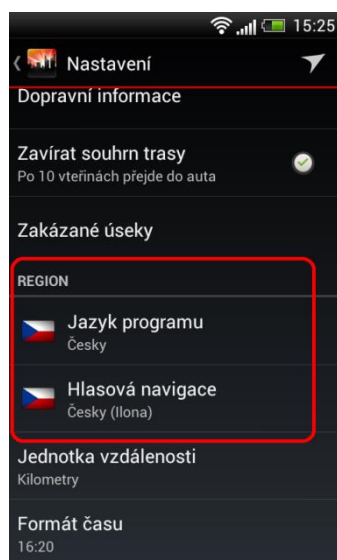 15:25
Nastavení
Dopravní informace
Zavírat souhrn trasy
Po 10 vteřinách přejde do auta
Zakázané úseky
REGION
Jazyk programu
Česky
Hlasová navigace
Česky (Ilona)
Jednotka vzdálenosti
Kilometry
Formát času
16:20